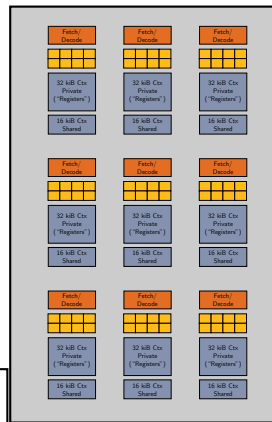 Fetch/
Decode
Fetch/
Decode
Fetch/
Decode
32 kiB Ctx
Private
("Registers")
32 kiB Ctx
Private
("Registers")
32 kiB Ctx
Private
("Registers")
16 kiB Ctx
Shared
16 kiB Ctx
Shared
16 kiB Ctx
Shared
Fetch/
Decode
Fetch/
Decode
Fetch/
Decode
32 kiB Ctx
Private
("Registers")
32 kiB Ctx
Private
("Registers")
32 kiB Ctx
Private
("Registers")
16 kiB Ctx
Shared
16 kiB Ctx
Shared
16 kiB Ctx
Shared
Fetch/
Decode
Fetch/
Decode
Fetch/
Decode
32 kiB Ctx
Private
("Registers")
32 kiB Ctx
Private
("Registers")
32 kiB Ctx
Private
("Registers")
16 kiB Ctx
Shared
16 kiB Ctx
Shared
16 kiB Ctx
Shared